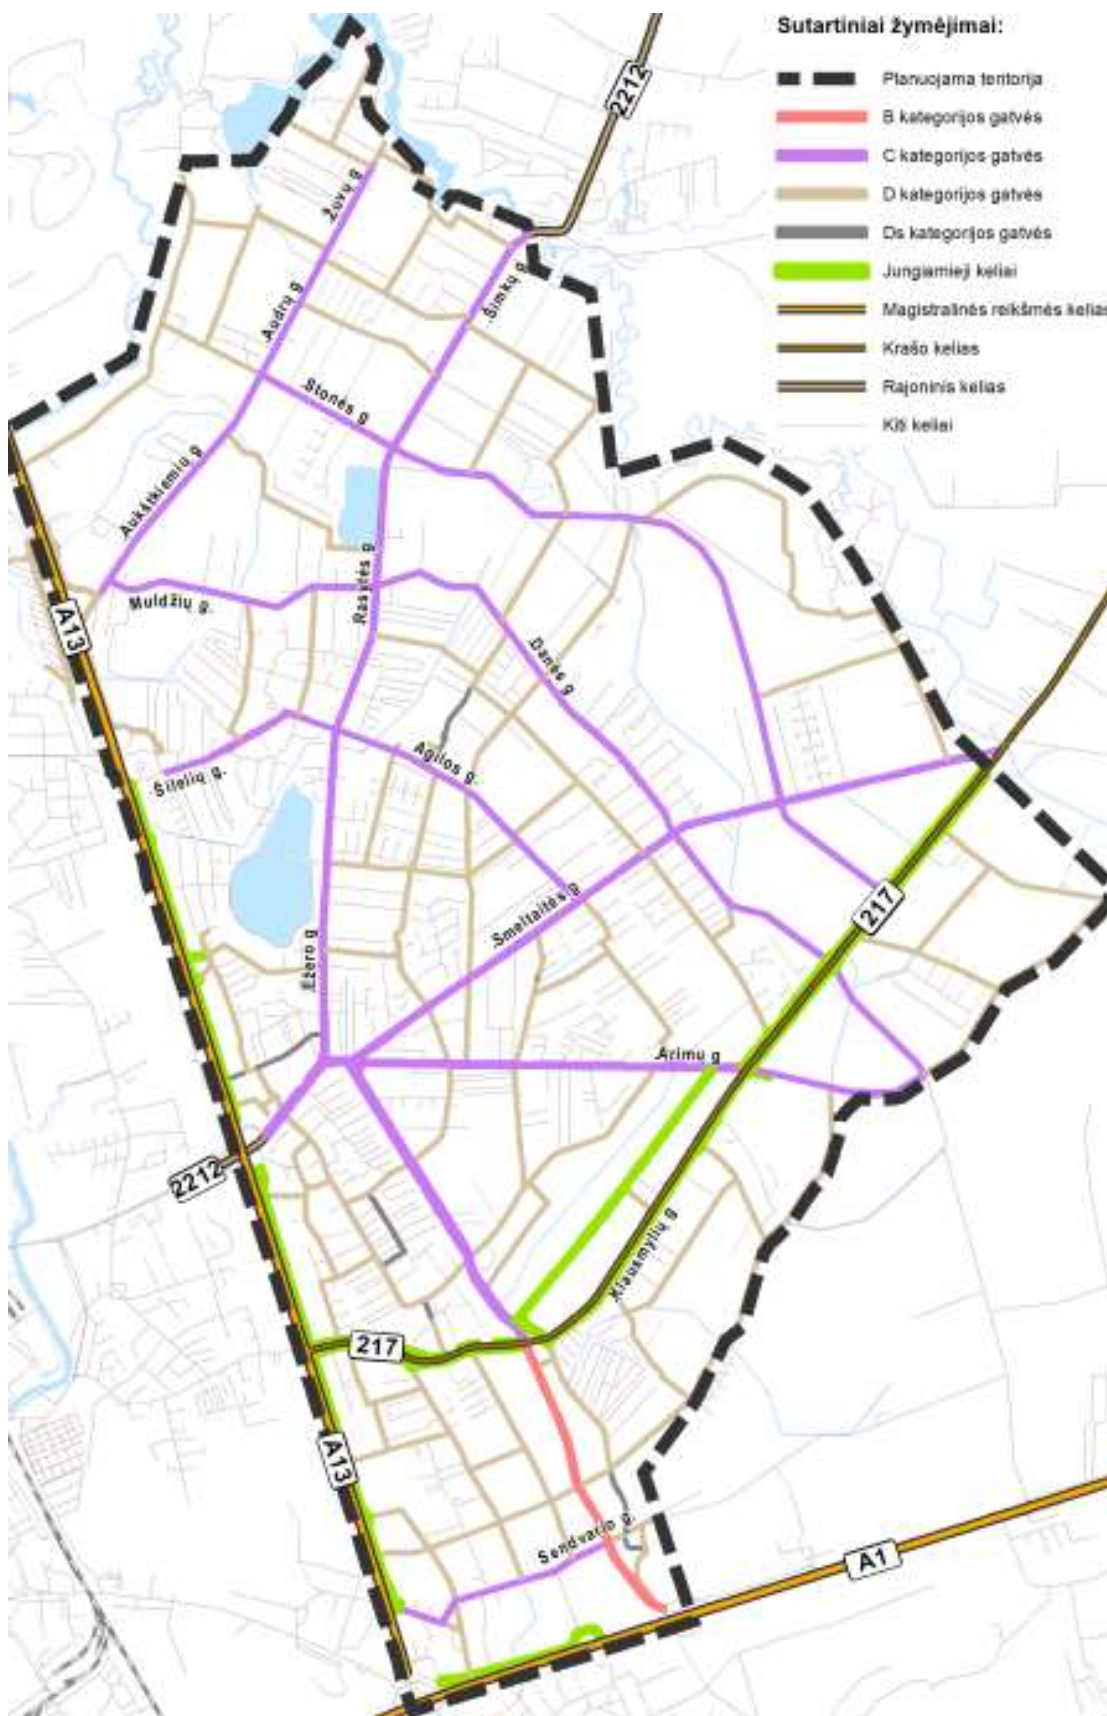 Sutartiniai žymėjimai:
Planuojama teritorija
B kategorijos gatvės
C kategorijos gatvės
D kategorijos gatvės
Ds kategorijos gatvės
Jungiamieji keliai
Magistralinės reikšmės kelias
Krašo kelias
Rajoninis kelias
Kiti keliai
2212
Žuvų g
Šimkų g
Audrų g
Stonės g
Aukštkiemių g
Rasytės g
Muldžių g.
A13
Danės g
Agilos g.
Šilelių g.
217
Smeltaitės g
Ežero g
Arimų g
2212
Klausmylių g
217
A13
Sendvario g.
A1